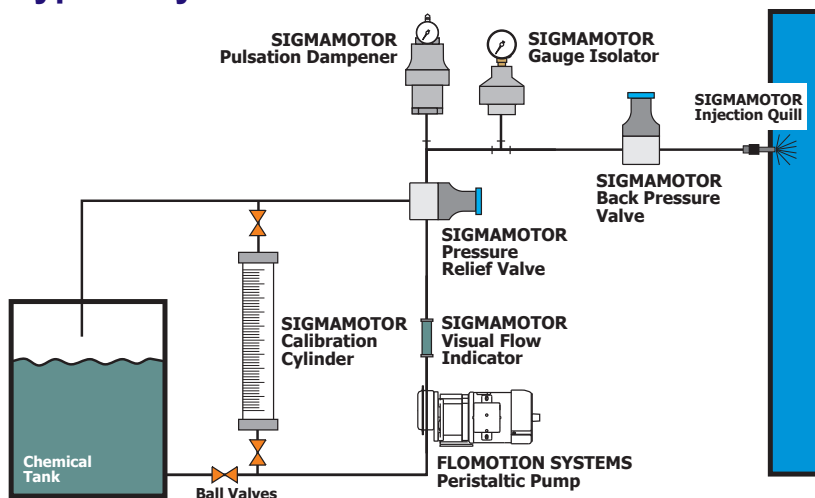 SIGMAMOTOR
Pulsation Dampener
SIGMAMOTOR
Gauge Isolator
SIGMAMOTOR
Injection Quill
SIGMAMOTOR
Back Pressure
Valve
SIGMAMOTOR
Pressure
Relief Valve
SIGMAMOTOR
Calibration
Cylinder
SIGMAMOTOR
Visual Flow
Indicator
Chemical
Tank
Ball Valves
FLOMOTION SYSTEMS
Peristaltic Pump